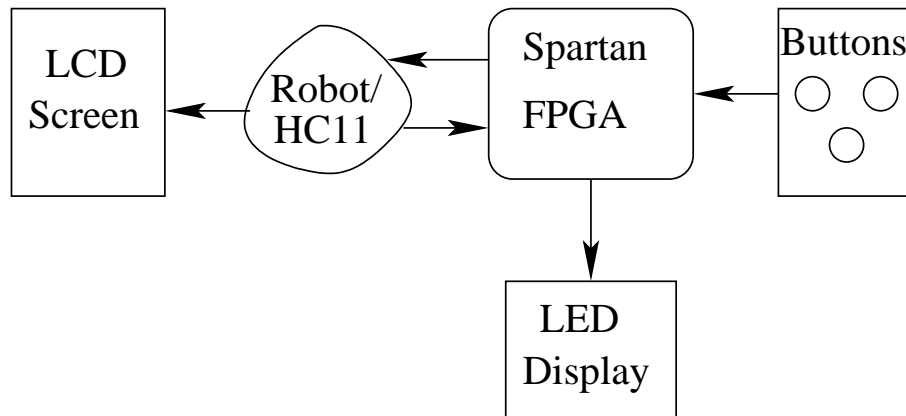 LCD
Screen
Robot/
HC11
Spartan
FPGA
Buttons
LED
Display